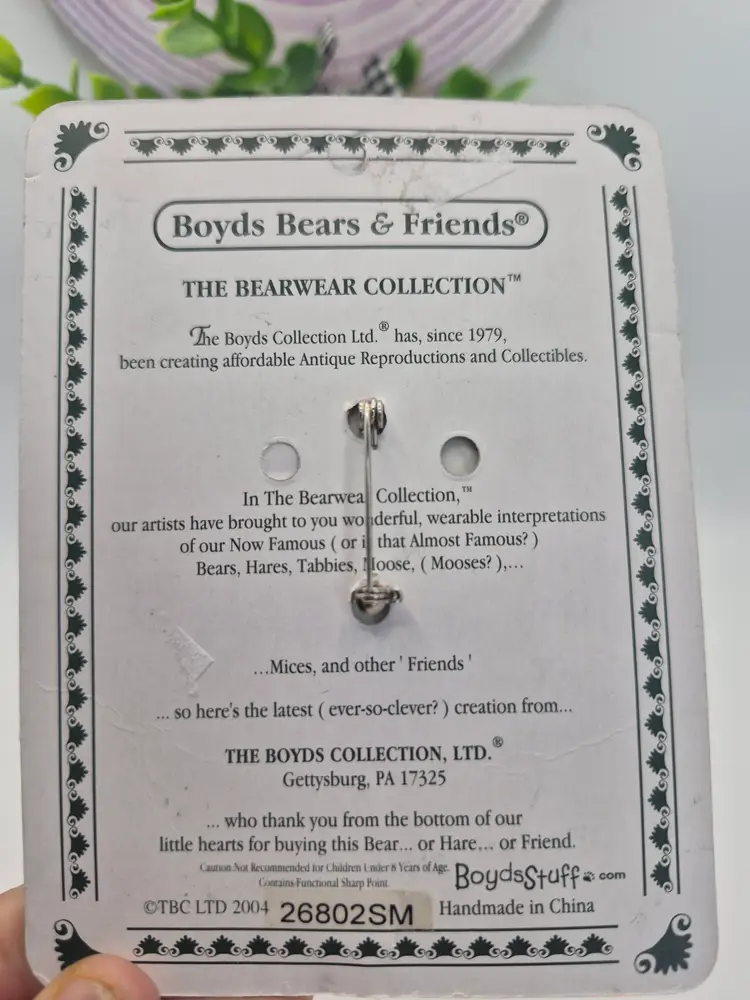 Boyds Bears & Friends®
THE BEARWEAR COLLECTION™
The Boyds Collection Ltd.® has, since 1979,
been creating affordable Antique Reproductions and Collectibles.
In The Bearwea Collection,™
our artists have brought to you wonderful, wearable interpretations
of our Now Famous ( or is that Almost Famous? )
Bears, Hares, Tabbies, Moose, ( Mooses? ),...
...Mices, and other ' Friends '
... so here's the latest ( ever-so-clever? ) creation from...
THE BOYDS COLLECTION, LTD.®
Gettysburg, PA 17325
... who thank you from the bottom of our
little hearts for buying this Bear... or Hare... or Friend.
Caution-Not Recommended for Children Under 8 Years of Age.
Contains Functional Sharp Point.
BoydsStuff.com
©TBC LTD 2004 26802SM Handmade in China